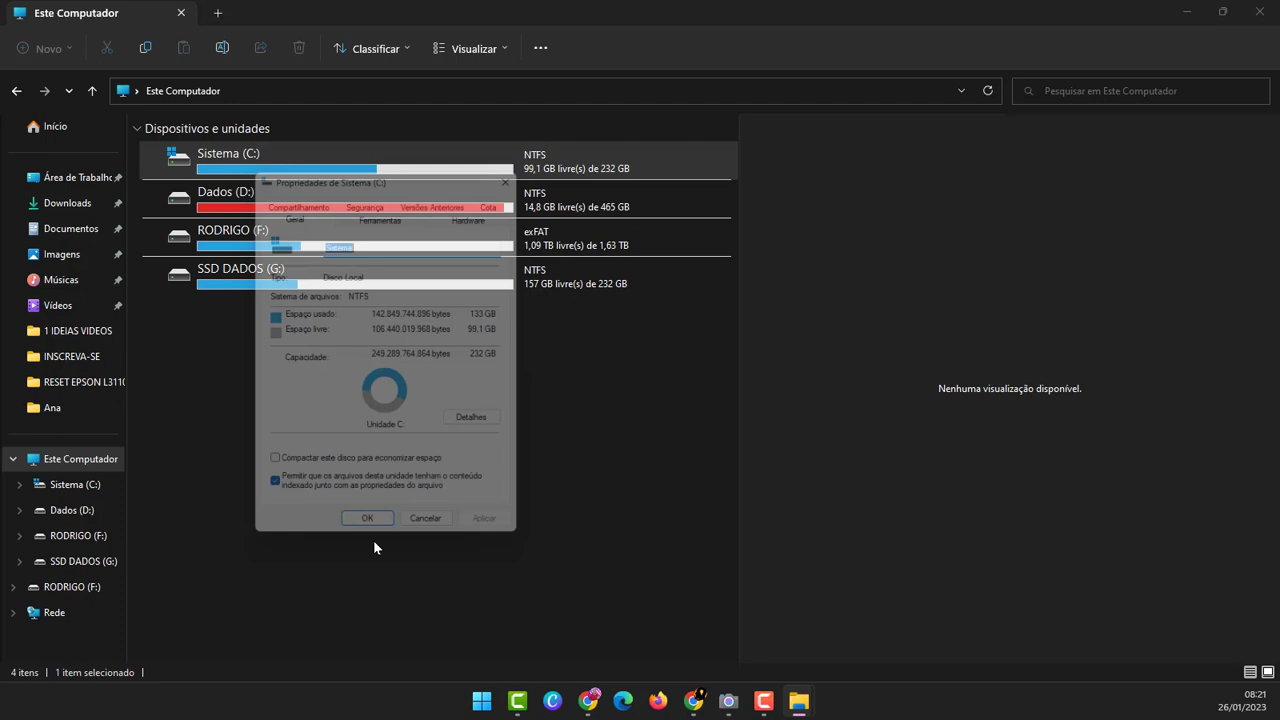 Este Computador
Novo
Classificar
Visualizar
Este Computador
Pesquisar em Este Computador
Início
Área de Trabalhc
Downloads
Documentos
Imagens
Músicas
Vídeos
1 IDEIAS VIDEOS
INSCREVA-SE
RESET EPSON L3110
Ana
Este Computador
Sistema (C:)
Dados (D:)
RODRIGO (F:)
SSD DADOS (G:)
RODRIGO (F:)
Rede
Dispositivos e unidades
Sistema (C:)
NTFS
99,1 GB livre(s) de 232 GB
Dados (D:)
NTFS
14,8 GB livre(s) de 465 GB
RODRIGO (F:)
exFAT
1,09 TB livre(s) de 1,63 TB
SSD DADOS (G:)
NTFS
157 GB livre(s) de 232 GB
Propriedades de Sistema (C:)
Compartilhamento Segurança Versões Anteriores Cota
Geral Ferramentas Hardware
Sistema
Tipo: Disco Local
Sistema de arquivos: NTFS
Espaço usado: 142.849.744.896 bytes 133 GB
Espaço livre: 106.440.019.968 bytes 99,1 GB
Capacidade: 249.289.764.864 bytes 232 GB
Unidade C:
Detalhes
Compactar este disco para economizar espaço
Permitir que os arquivos desta unidade tenham o conteúdo
indexado junto com as propriedades do arquivo
OK Cancelar Aplicar
Nenhuma visualização disponível.
4 itens
1 item selecionado
08:21
26/01/2023